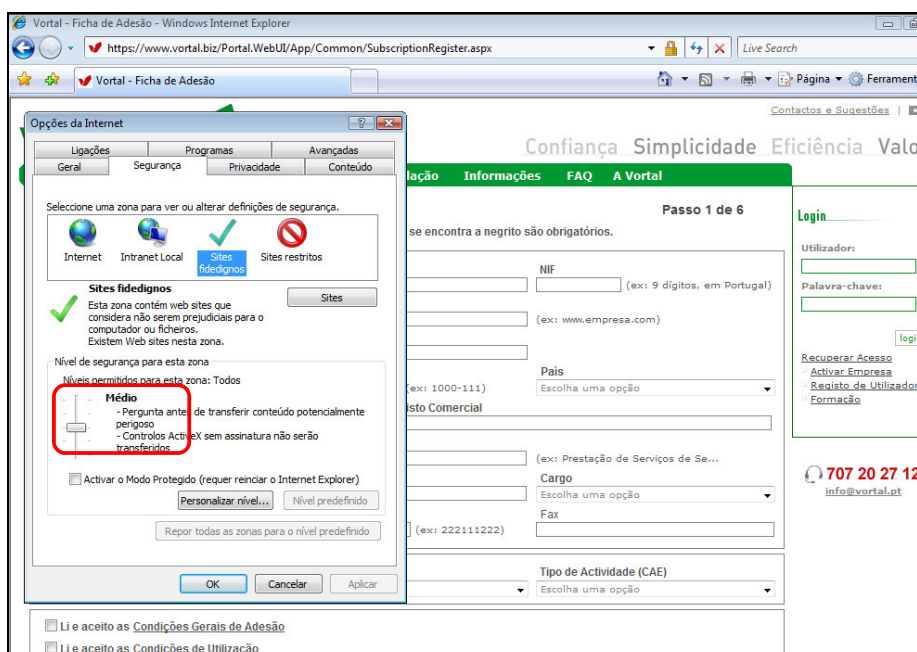 Vortal - Ficha de Adesão - Windows Internet Explorer
https://www.vortal.biz/Portal.WebUI/App/Common/SubscriptionRegister.aspx
Live Search
Vortal - Ficha de Adesão
Página
Ferrament
Contactos e Sugestões |
Confiança Simplicidade Eficiência Valo
lação Informações FAQ A Vortal
Opções da Internet
Ligações Programas Avançadas
Geral Segurança Privacidade Conteúdo
Seleccione uma zona para ver ou alterar definições de segurança.
Internet Intranet Local Sites fidedignos Sites restritos
Sites fidedignos
Sites
Esta zona contém web sites que
considera não serem prejudiciais para o
computador ou ficheiros.
Existem Web sites nesta zona.
Nível de segurança para esta zona
Níveis permitidos para esta zona: Todos
Médio
- Pergunta antes de transferir conteúdo potencialmente
perigoso
- Controlos ActiveX sem assinatura não serão
transferidos
Activar o Modo Protegido (requer reinciar o Internet Explorer)
Personalizar nível... Nível predefinido
Repor todas as zonas para o nível predefinido
OK Cancelar Aplicar
Passo 1 de 6
se encontra a negrito são obrigatórios.
NIF
(ex: 9 dígitos, em Portugal)
(ex: www.empresa.com)
País
(ex: 1000-111) Escolha uma opção
isto Comercial
(ex: Prestação de Serviços de Se...
Cargo
Escolha uma opção
Fax
(ex: 222111222)
Tipo de Actividade (CAE)
Escolha uma opção
Li e aceito as Condições Gerais de Adesão
Li e aceito as Condições de Utilização
Login
Utilizador:
Palavra-chave:
logi
Recuperar Acesso
Activar Empresa
Registo de Utilizador
Formação
707 20 27 12
info@vortal.pt